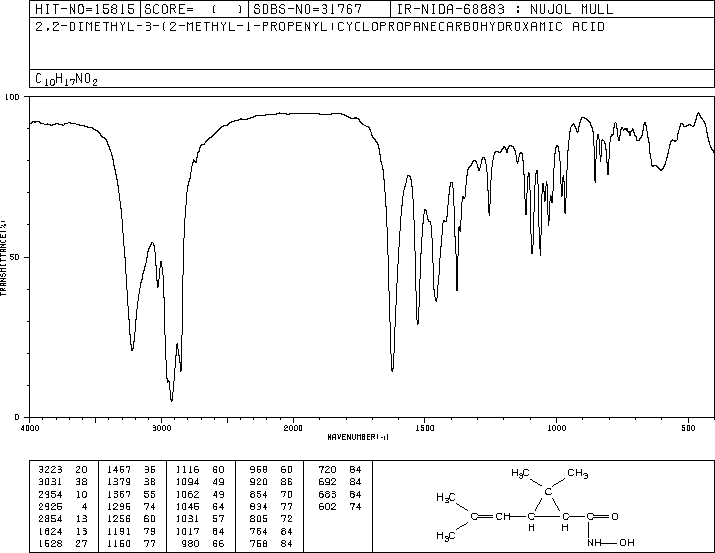 HIT-NO=15815 SCORE= ( ) SDBS-NO=31767 IR-NIDA-68883 : NUJOL MULL
2,2-DIMETHYL-3-(2-METHYL-1-PROPENYL)CYCLOPROPANECARBOHYDROXAMIC ACID
C10H17NO2
100
50
0
TRANSMITTANCE(%)
4000 3000 2000 1500 1000 500
WAVENUMBER(-1)
3223 20 1467 36 1116 60 968 60 720 84
3031 38 1379 38 1094 49 920 86 692 84
2954 10 1367 55 1062 49 854 70 683 84
2925 4 1296 74 1046 64 834 77 602 74
2854 13 1256 60 1031 57 805 72
1624 13 1191 79 1017 64 764 84
1528 27 1150 77 980 66 758 84
H3C CH3
H3C C
C CH C C C O
H3C H H
NH OH